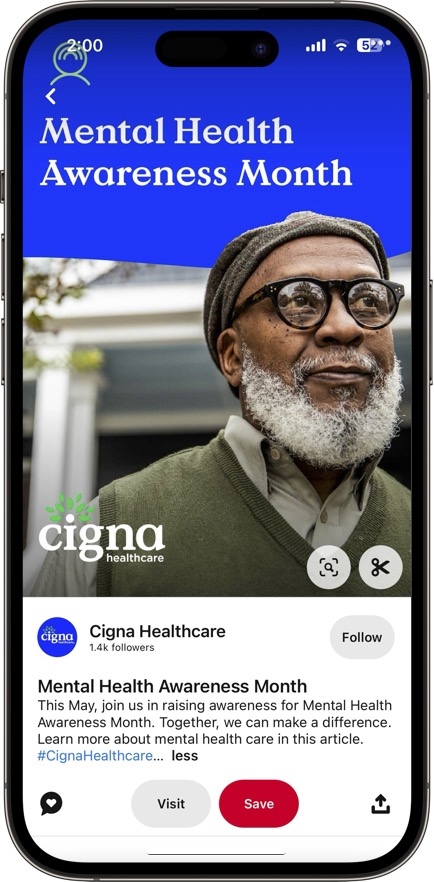 2:00
52
Mental Health
Awareness Month
cigna
healthcare
cigna
healthcare
Cigna Healthcare
1.4k followers
Follow
Mental Health Awareness Month
This May, join us in raising awareness for Mental Health
Awareness Month. Together, we can make a difference.
Learn more about mental health care in this article.
#CignaHealthcare... less
Visit
Save